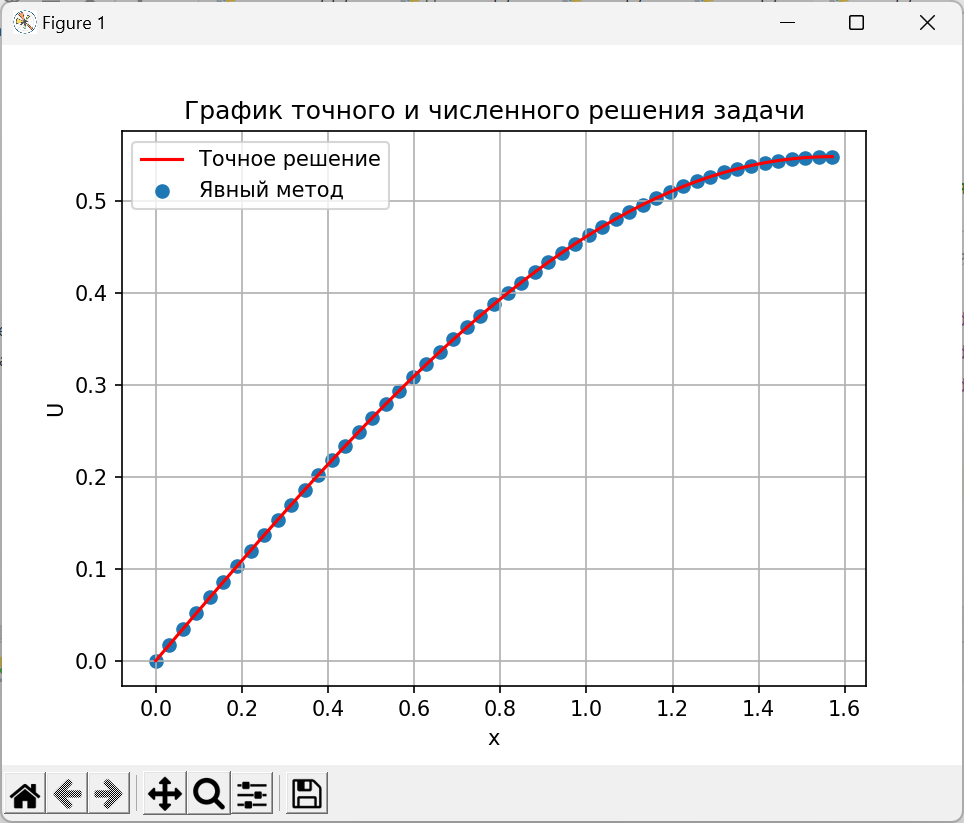 Figure 1
График точного и численного решения задачи
Точное решение
Явный метод
0.5
0.4
0.3
0.2
0.1
0.0
U
0.0 0.2 0.4 0.6 0.8 1.0 1.2 1.4 1.6
x